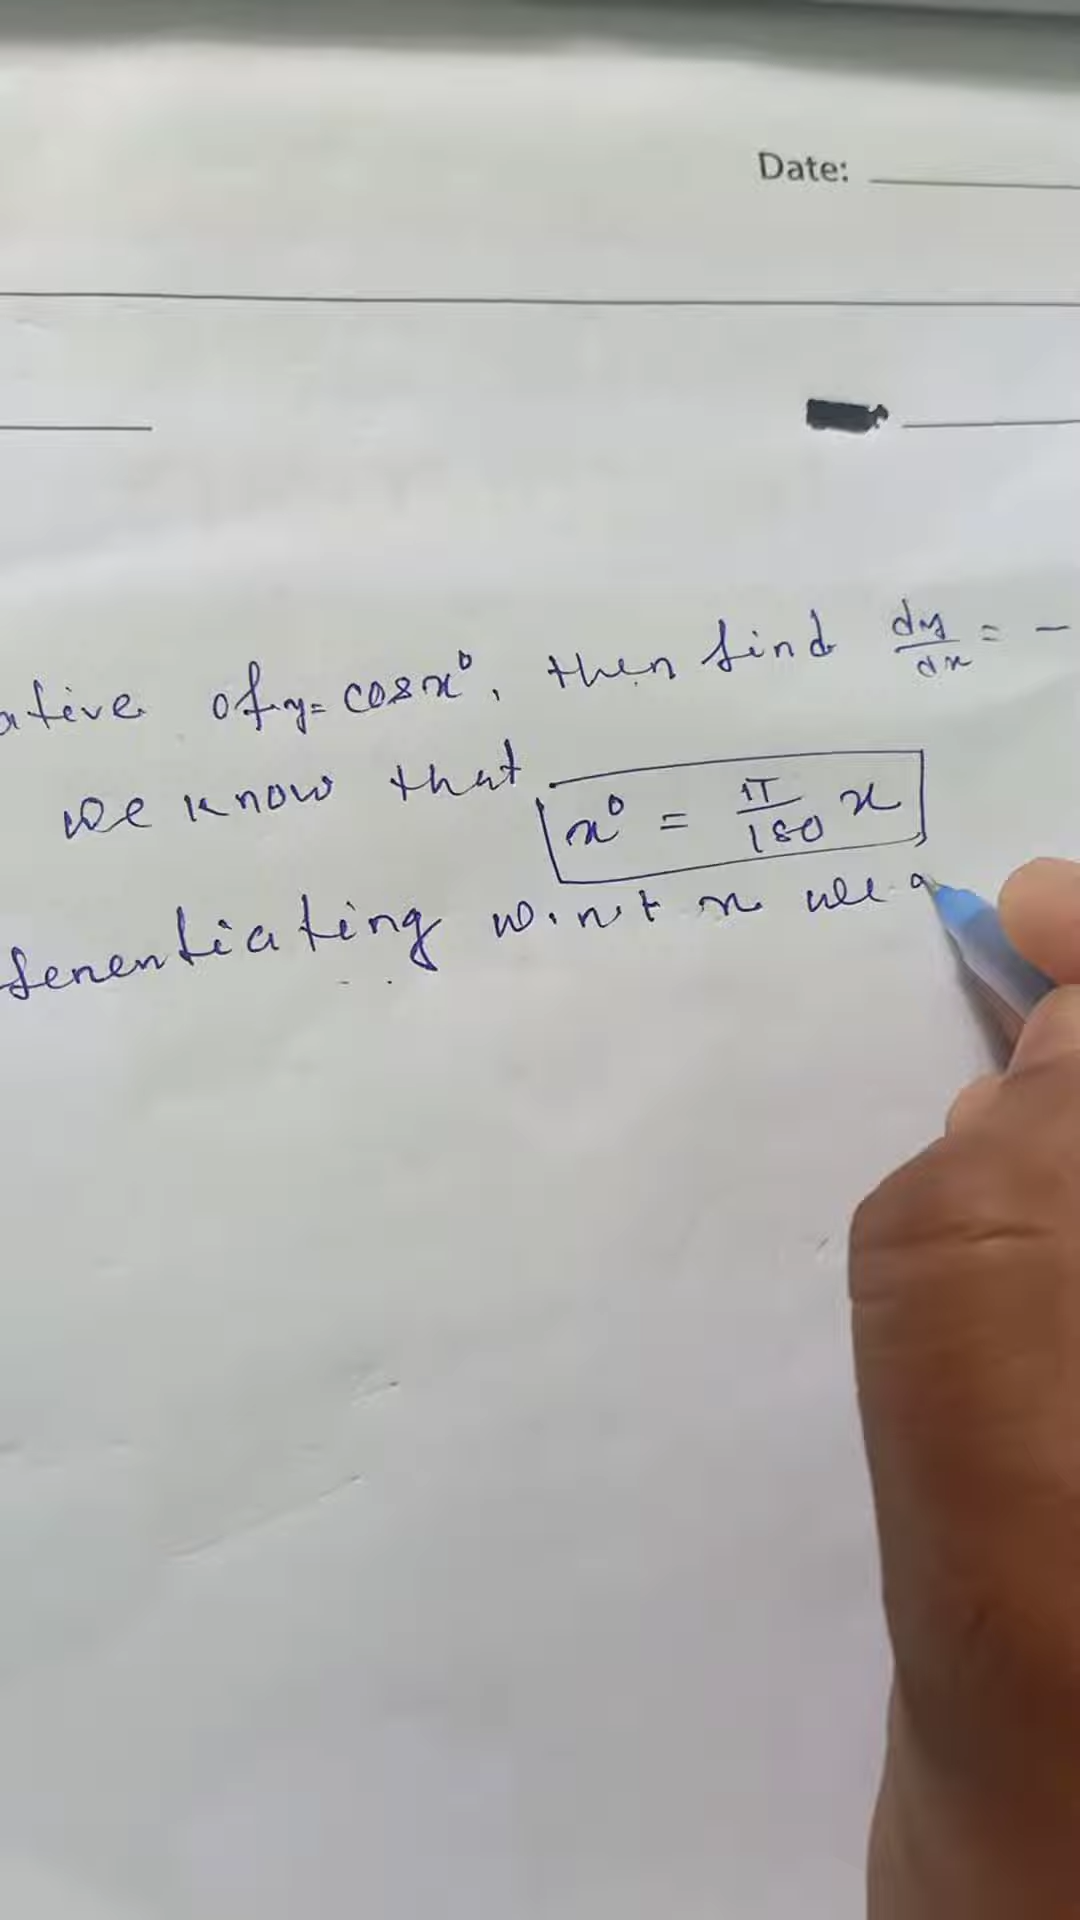 Date:
ative of y = cos x°, then find dy/dx = -
we know that x° = π/180 x
ferentiating w.r.t x we